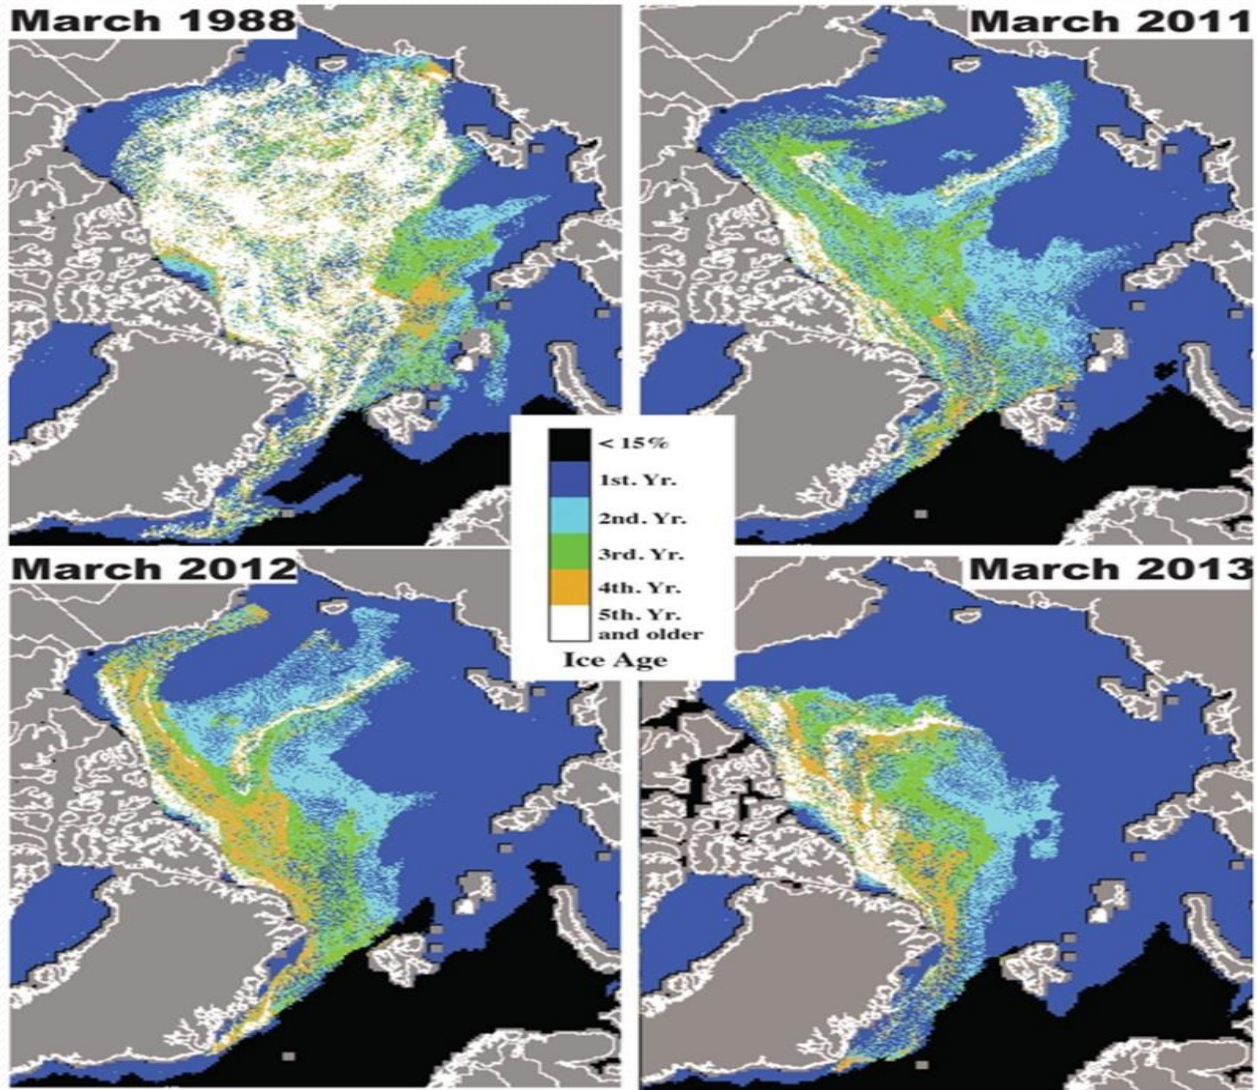 March 1988
March 2011
< 15%
1st. Yr.
2nd. Yr.
3rd. Yr.
4th. Yr.
5th. Yr.
and older
Ice Age
March 2012
March 2013